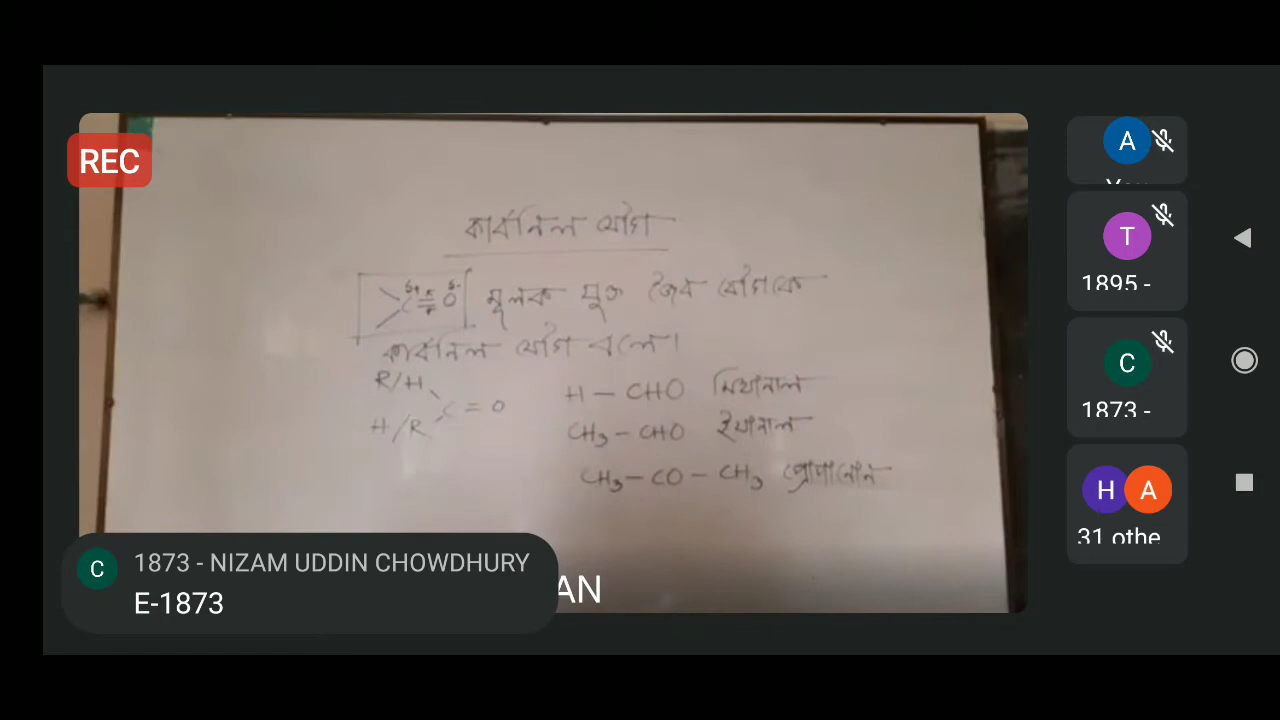 REC
কার্বনিল যৌগ
>C=O মূলক যুক্ত জৈব যৌগকে
δ+ δ-
π
σ
কার্বনিল যৌগ বলে।
R/H
C = O
H/R
H — CHO মিথান্যাল
CH₃ — CHO ইথান্যাল
CH₃ — CO — CH₃ প্রোপানোন
1873 - NIZAM UDDIN CHOWDHURY
E-1873
AN
A
T
1895 -
C
1873 -
H A
31 othe
C